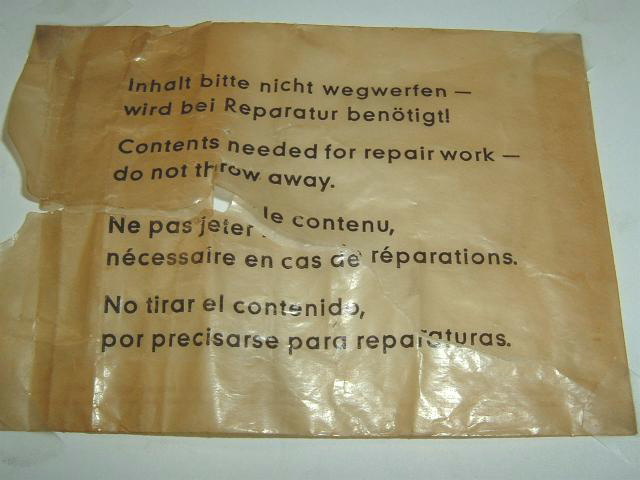 Inhalt bitte nicht wegwerfen —
wird bei Reparatur benötigt!
Contents needed for repair work —
do not throw away.
Ne pas jeter le contenu,
nécessaire en cas de réparations.
No tirar el contenido,
por precisarse para reparaturas.